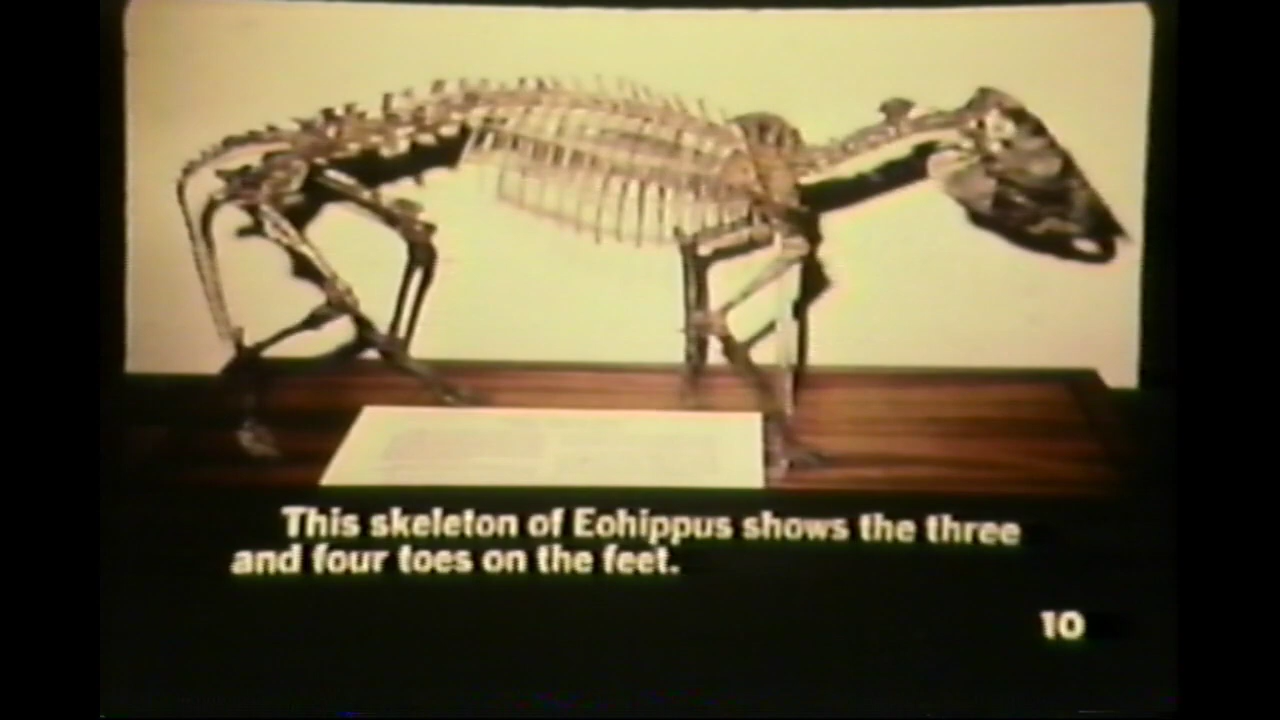 This skeleton of Eohippus shows the three
and four toes on the feet.
10